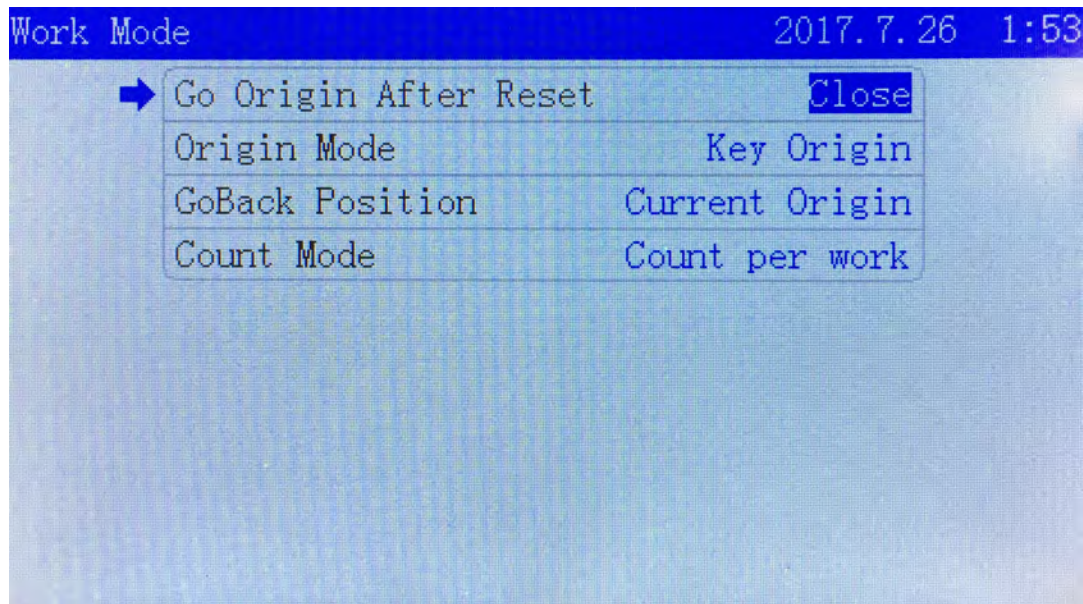 Work Mode 2017.7.26 1:53
Go Origin After Reset Close
Origin Mode Key Origin
GoBack Position Current Origin
Count Mode Count per work